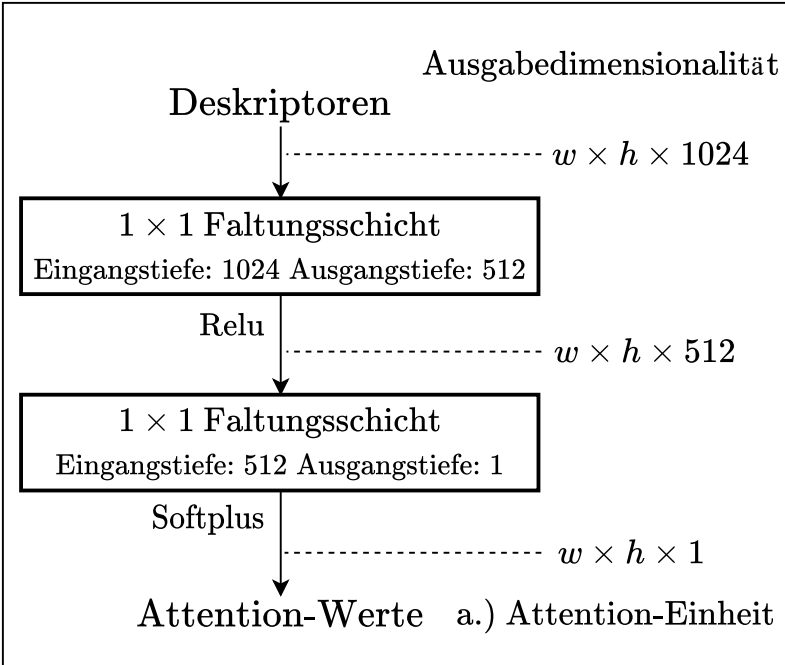 Ausgabedimensionalität
Deskriptoren
w × h × 1024
1 × 1 Faltungsschicht
Eingangstiefe: 1024 Ausgangstiefe: 512
Relu
w × h × 512
1 × 1 Faltungsschicht
Eingangstiefe: 512 Ausgangstiefe: 1
Softplus
w × h × 1
Attention-Werte
a.) Attention-Einheit